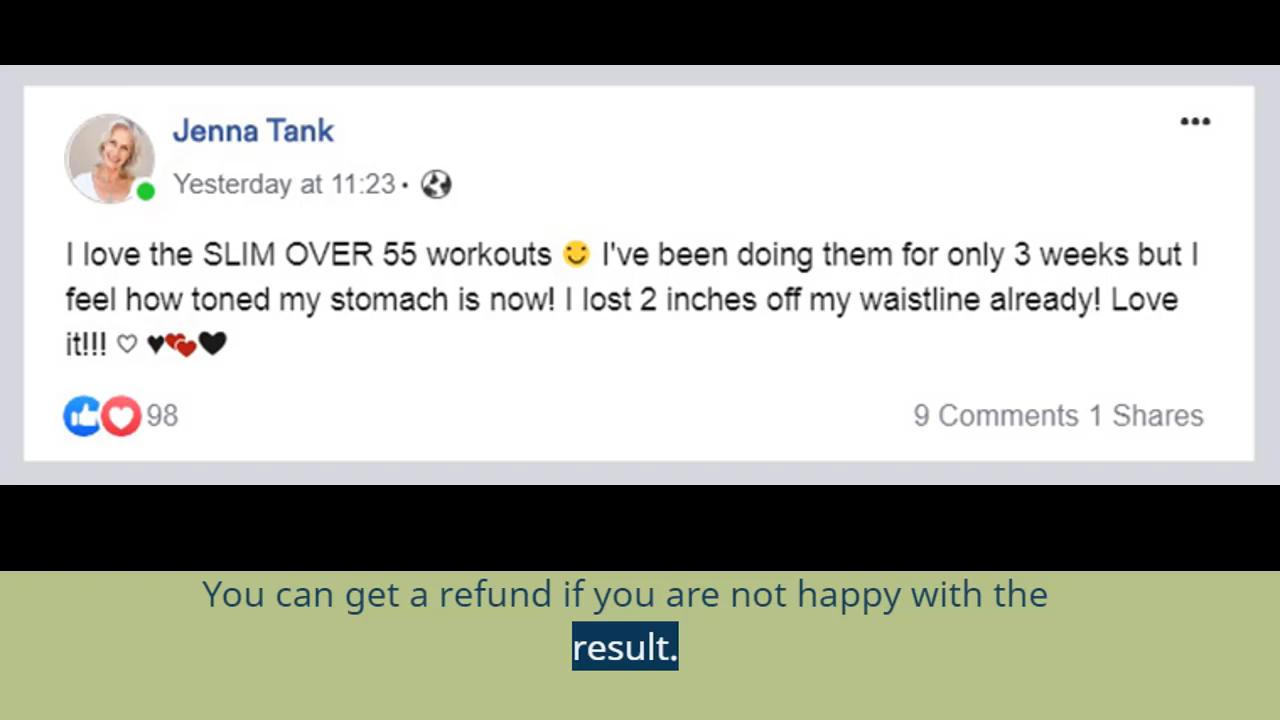 Jenna Tank
Yesterday at 11:23 ·
I love the SLIM OVER 55 workouts 😊 I've been doing them for only 3 weeks but I
feel how toned my stomach is now! I lost 2 inches off my waistline already! Love
it!!! ♡ ♥💕🖤
98
9 Comments 1 Shares
You can get a refund if you are not happy with the
result.